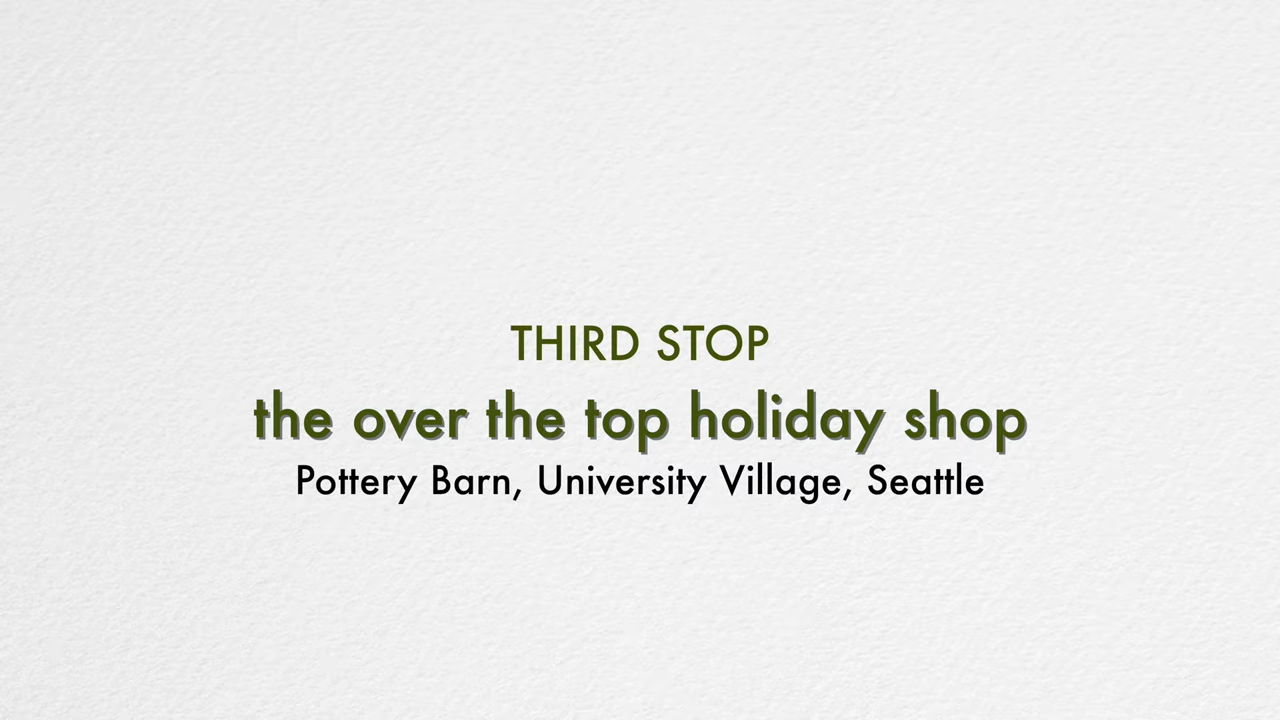 THIRD STOP
the over the top holiday shop
Pottery Barn, University Village, Seattle